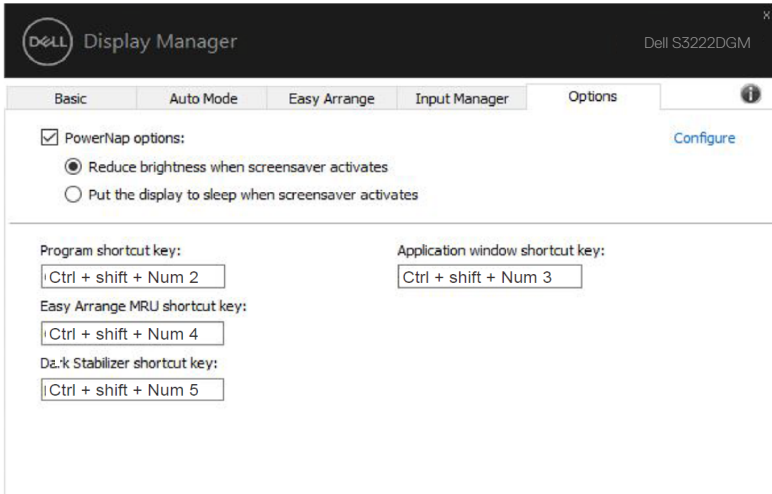 X
DELL Display Manager
Dell S3222DGM
Basic Auto Mode Easy Arrange Input Manager Options
PowerNap options:
Configure
Reduce brightness when screensaver activates
Put the display to sleep when screensaver activates
Program shortcut key:
Application window shortcut key:
Ctrl + shift + Num 2
Ctrl + shift + Num 3
Easy Arrange MRU shortcut key:
Ctrl + shift + Num 4
Dark Stabilizer shortcut key:
Ctrl + shift + Num 5